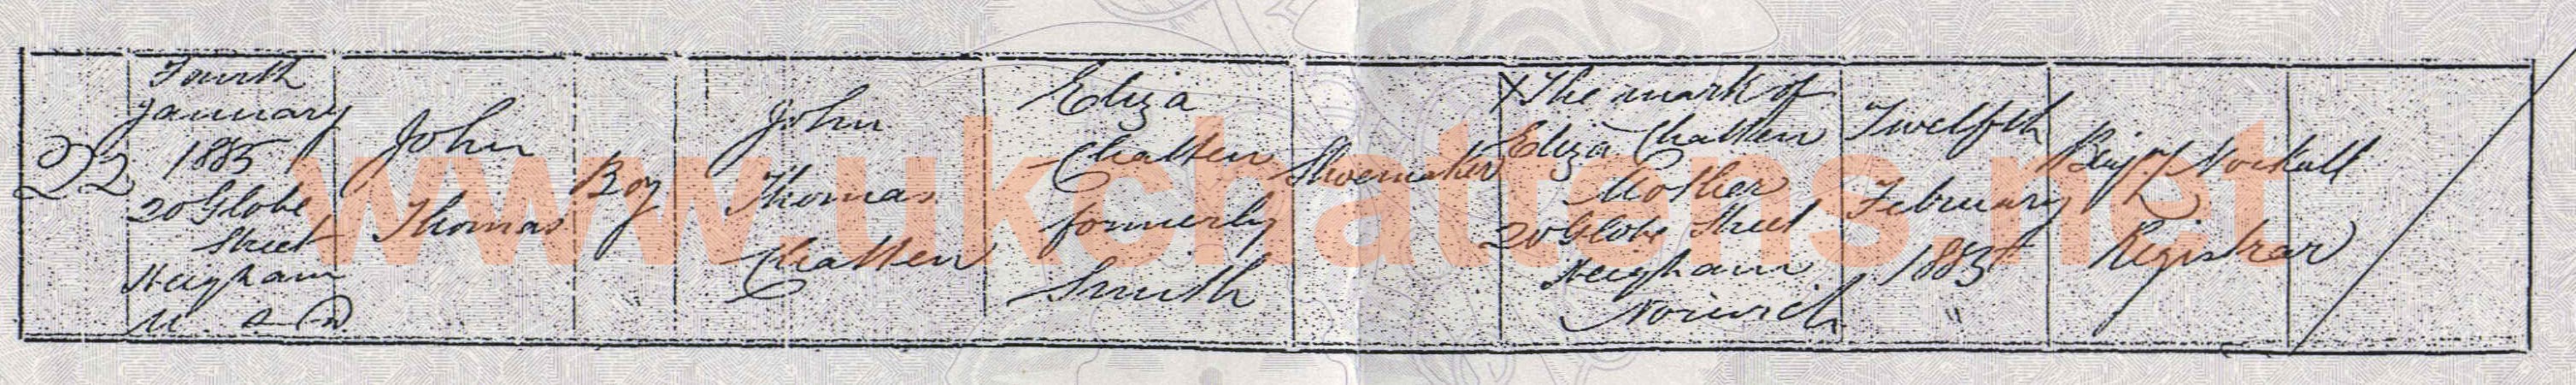 22
Fourth
January
1885
20 Globe
Street
Heigham
John
Thomas
Boy
John
Thomas
Chatten
Eliza
Chatten
formerly
Smith
Shoemaker
X The mark of
Eliza Chatten
Mother
20 Globe Street
Heigham
Norwich
Twelfth
February
1885
Registrar
www.ukchattens.net